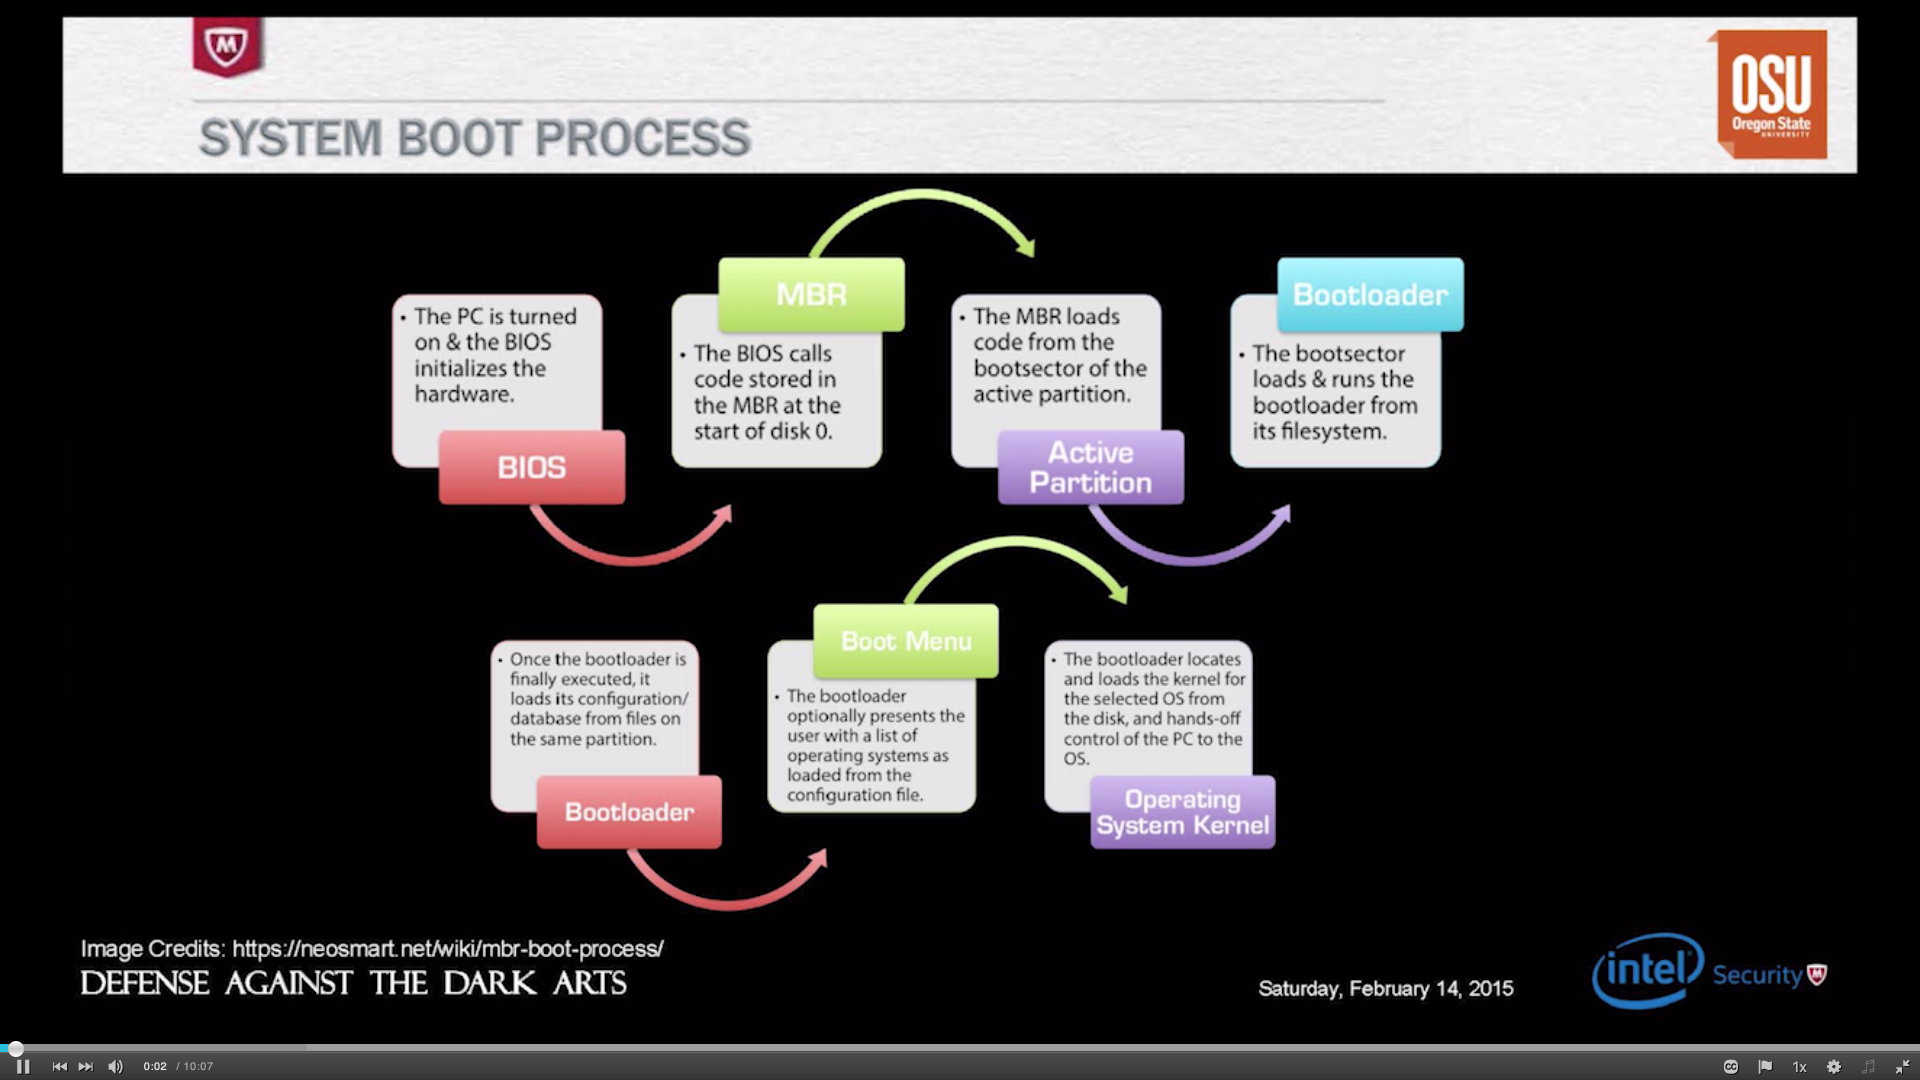 M
OSU
Oregon State
UNIVERSITY
SYSTEM BOOT PROCESS
• The PC is turned
on & the BIOS
initializes the
hardware.
BIOS
MBR
• The BIOS calls
code stored in
the MBR at the
start of disk 0.
• The MBR loads
code from the
bootsector of the
active partition.
Active
Partition
Bootloader
• The bootsector
loads & runs the
bootloader from
its filesystem.
• Once the bootloader is
finally executed, it
loads its configuration/
database from files on
the same partition.
Bootloader
Boot Menu
• The bootloader
optionally presents the
user with a list of
operating systems as
loaded from the
configuration file.
• The bootloader locates
and loads the kernel for
the selected OS from
the disk, and hands-off
control of the PC to the
OS.
Operating
System Kernel
Image Credits: https://neosmart.net/wiki/mbr-boot-process/
DEFENSE AGAINST THE DARK ARTS
Saturday, February 14, 2015
intel Security
0:02 / 10:07
CC
1x